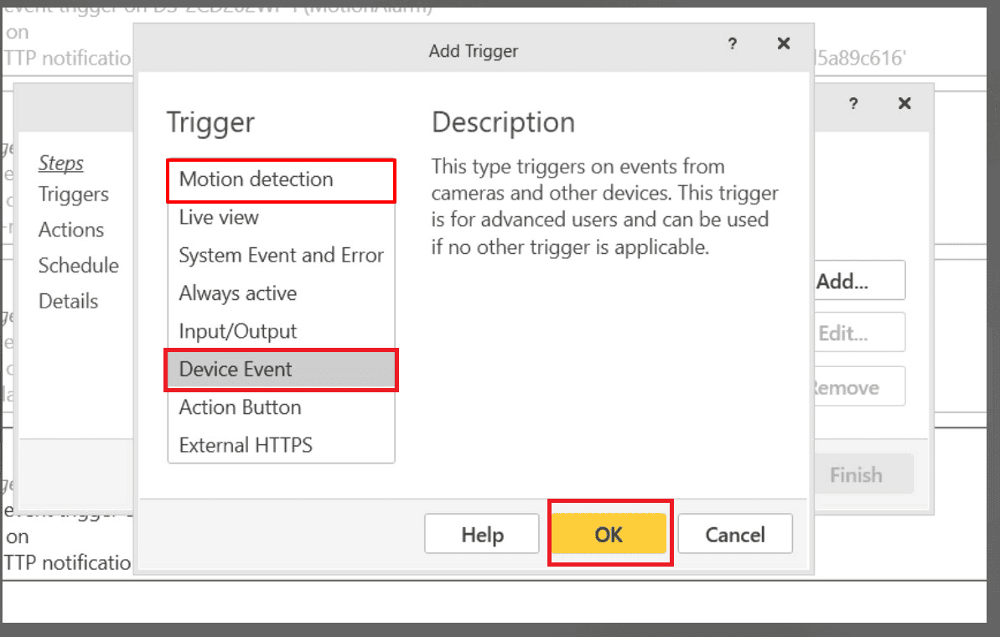 event trigger on DS-2CD202WF-I (MotionAlarm)
on
TTP notificatio
5a89c616'
Add Trigger
?
?
Trigger
Description
Steps
Triggers
Actions
Schedule
Details
Motion detection
Live view
System Event and Error
Always active
Input/Output
Device Event
Action Button
External HTTPS
This type triggers on events from
cameras and other devices. This trigger
is for advanced users and can be used
if no other trigger is applicable.
Add...
Edit...
Remove
Finish
Help
OK
Cancel
event trigger
on
TTP notificatio